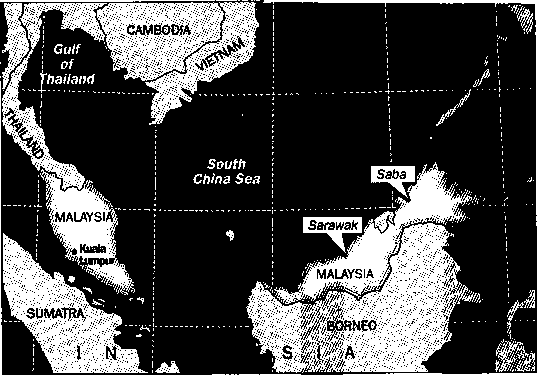 CAMBODIA
Gulf
of
Thailand
VIETNAM
THAILAND
South
China Sea
Saba
MALAYSIA
Sarawak
Kuala
Lumpur
MALAYSIA
SUMATRA
BORNEO
I N
S I A